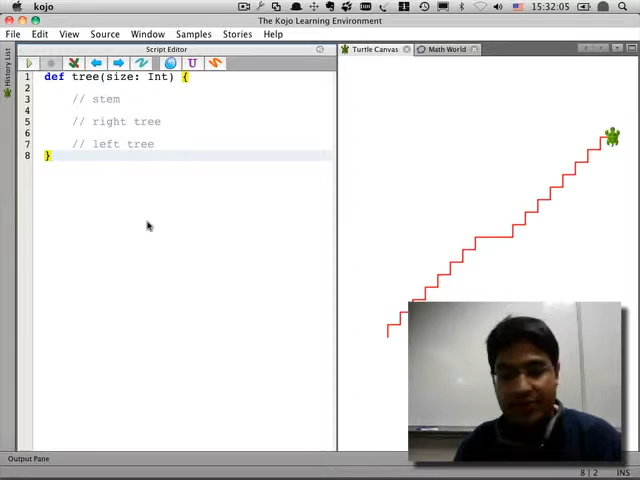 kojo
15:32:05
The Kojo Learning Environment
File Edit View Source Window Samples Stories Help
History List
Script Editor
Turtle Canvas
Math World
U
1 def tree(size: Int) {
2
3 // stem
4
5 // right tree
6
7 // left tree
8 }
Output Pane
8 | 2
INS